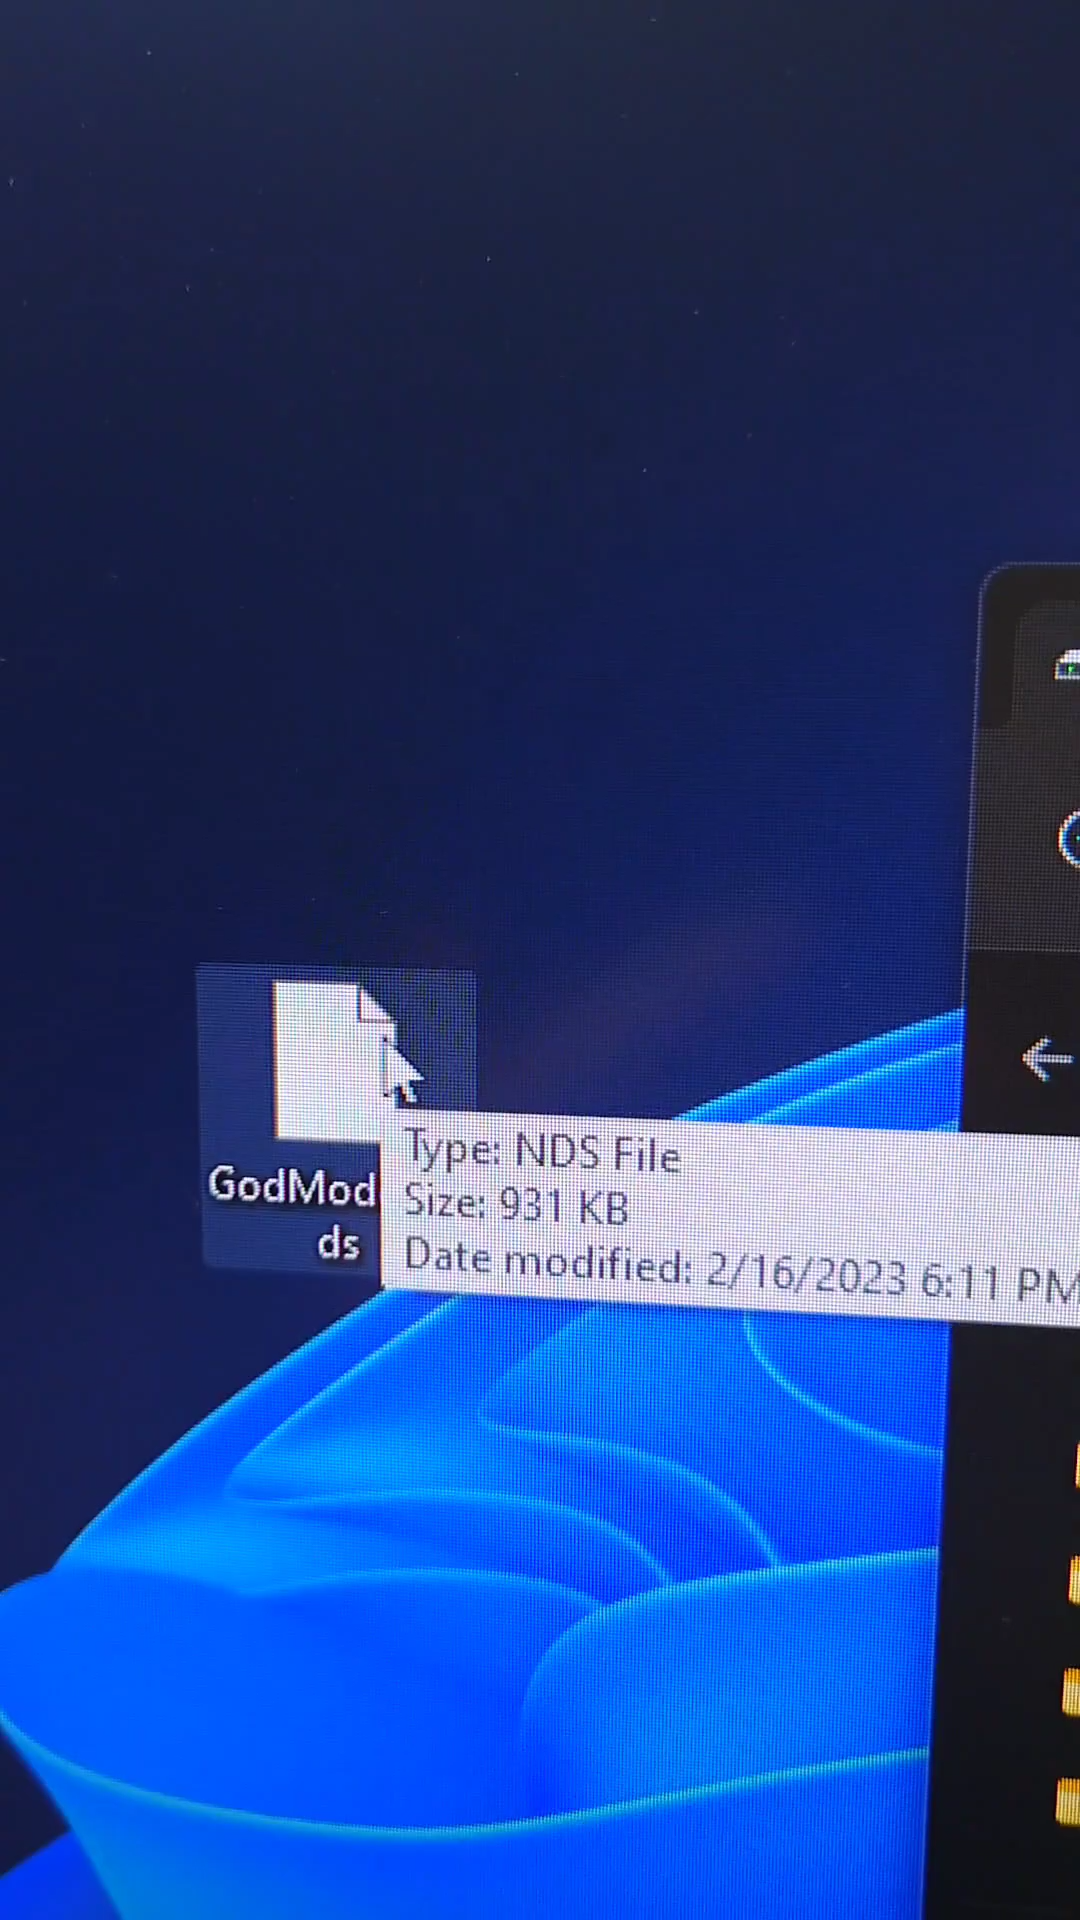 GodMod
ds
Type: NDS File
Size: 931 KB
Date modified: 2/16/2023 6:11 PM